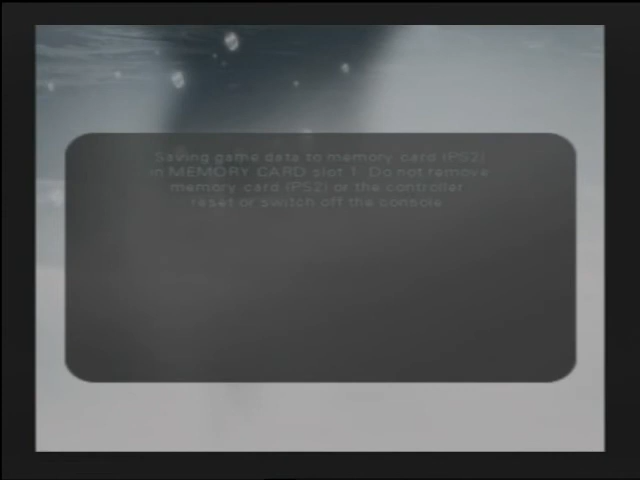 Saving game data to memory card (PS2)
in MEMORY CARD slot 1. Do not remove
memory card (PS2) or the controller
reset or switch off the console